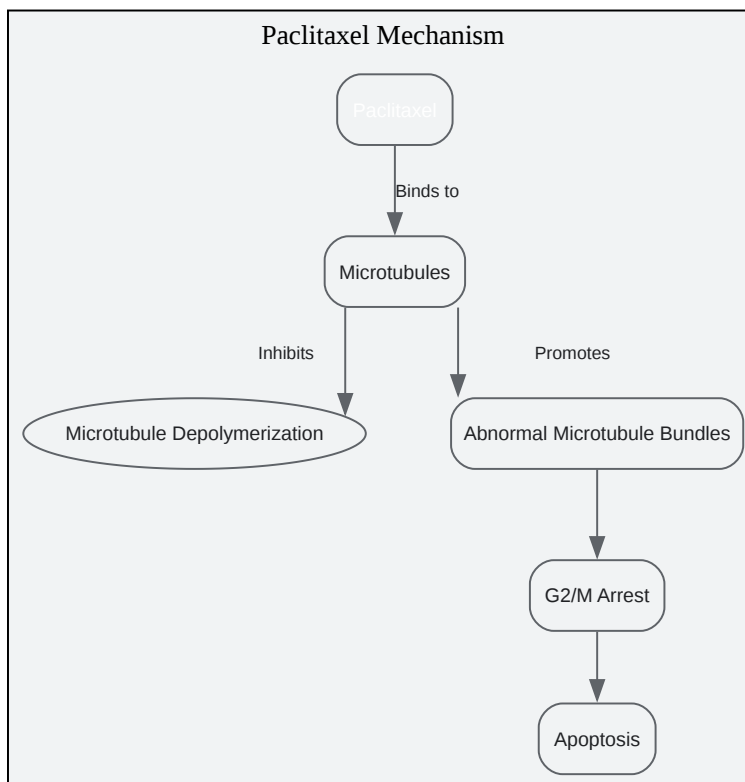 Paclitaxel Mechanism
Paclitaxel
Binds to
Microtubules
Inhibits
Promotes
Microtubule Depolymerization
Abnormal Microtubule Bundles
G2/M Arrest
Apoptosis